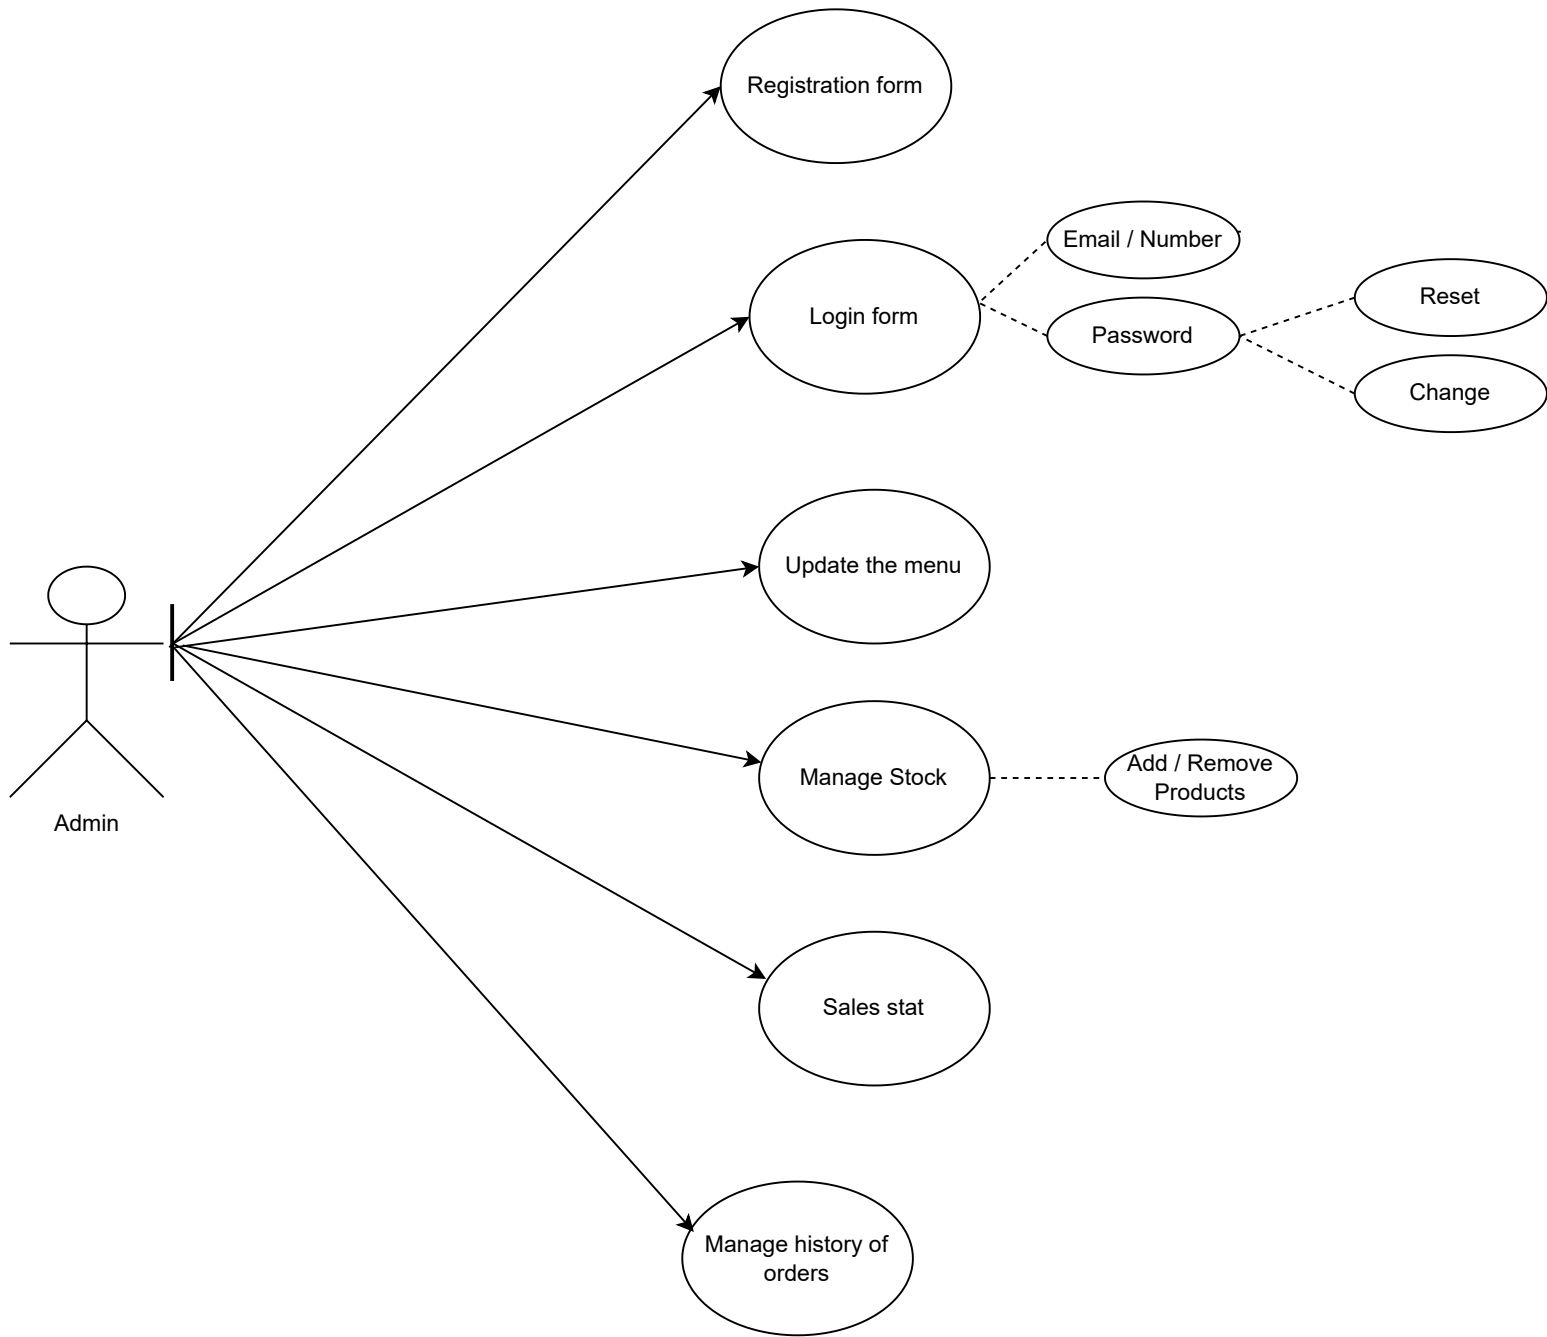 Registration form
Email / Number
Login form
Password
Reset
Change
Update the menu
Manage Stock
Add / Remove
Products
Admin
Sales stat
Manage history of
orders